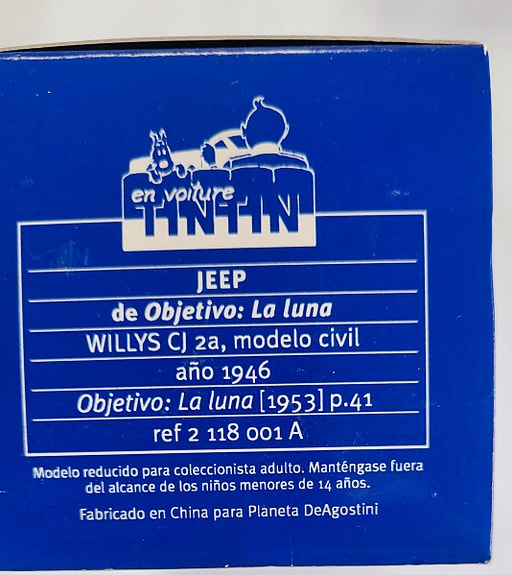 en voiture
TINTIN
JEEP
de Objetivo: La luna
WILLYS CJ 2a, modelo civil
año 1946
Objetivo: La luna [1953] p.41
ref 2 118 001 A
Modelo reducido para coleccionista adulto. Manténgase fuera
del alcance de los niños menores de 14 años.
Fabricado en China para Planeta DeAgostini